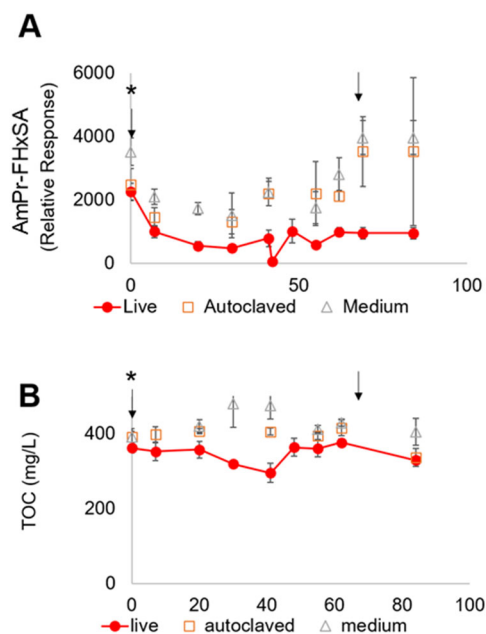 A
AmPr-FHxSA
(Relative Response)
6000
4000
2000
0
*
0
50
100
Live
Autoclaved
Medium
B
TOC (mg/L)
400
200
0
*
0
20
40
60
80
100
live
autoclaved
medium